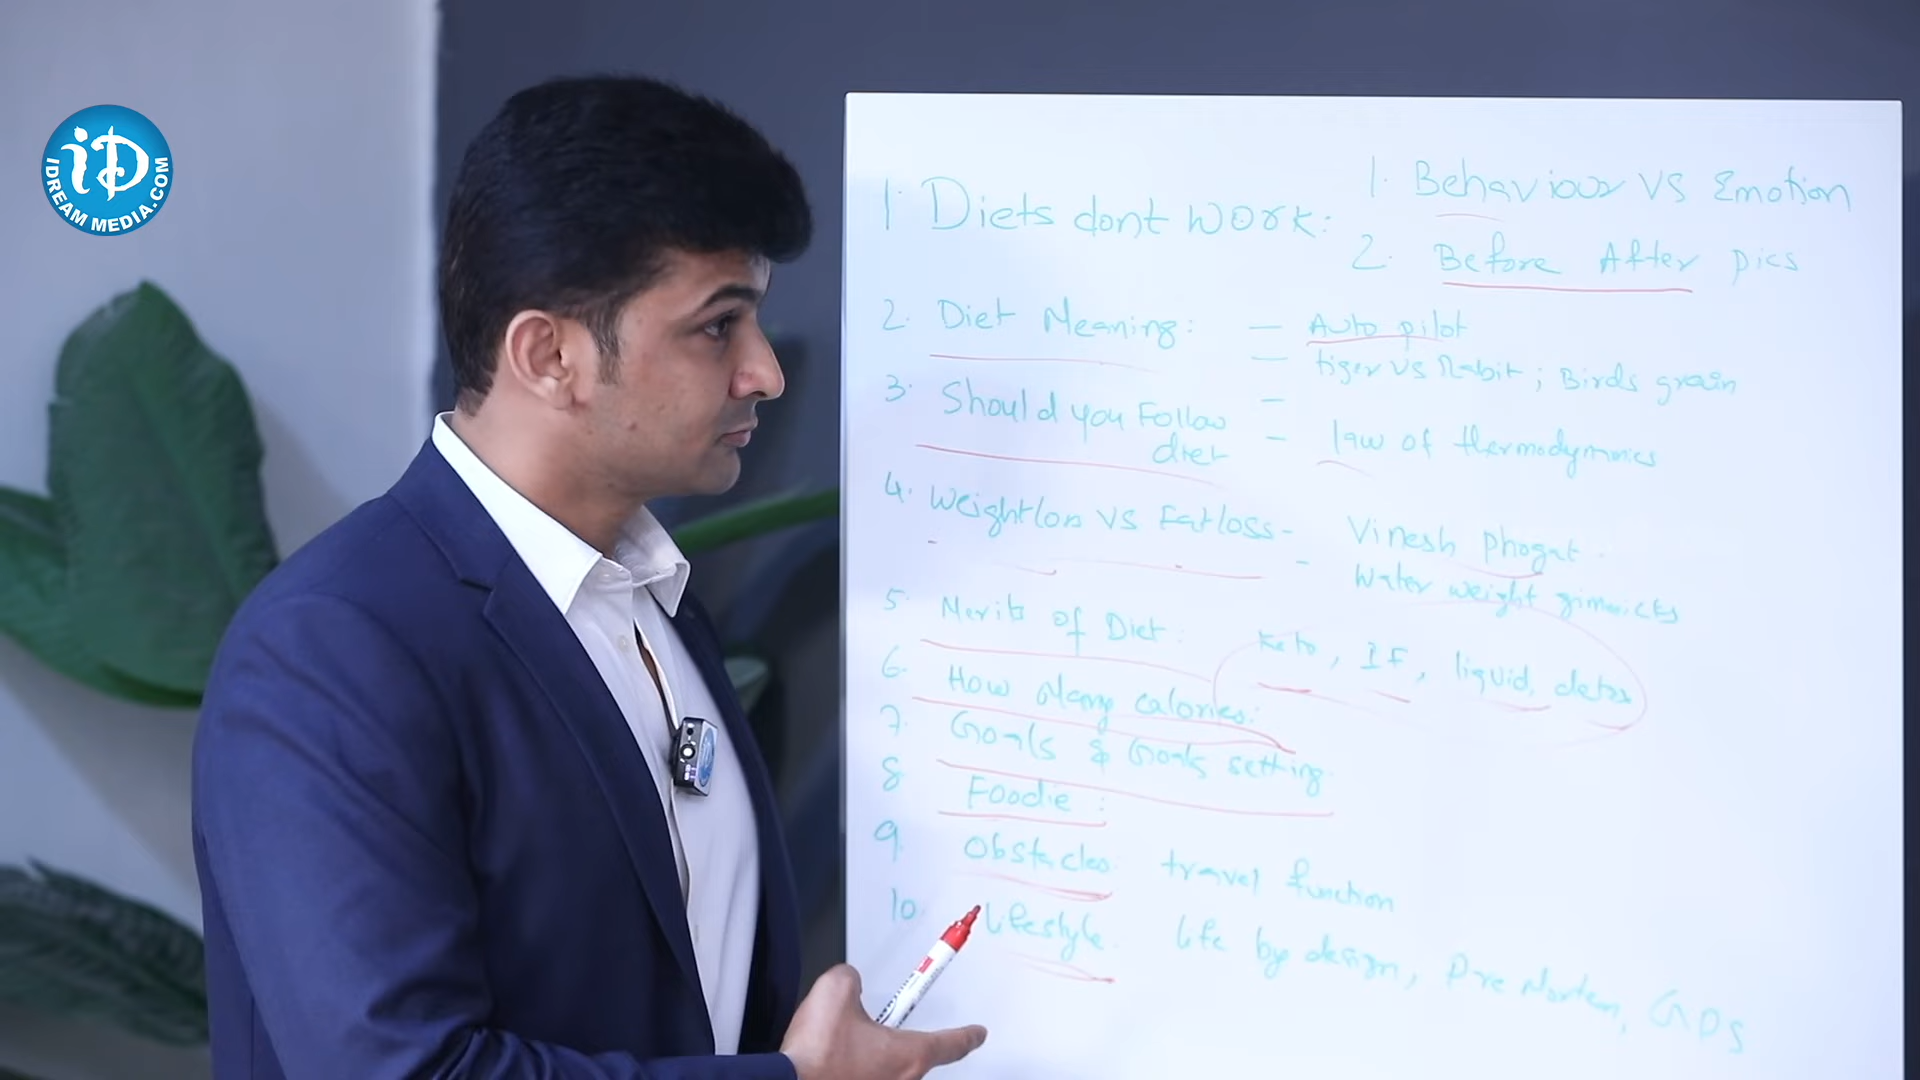 iD
IDREAM MEDIA.COM
1. Diets dont work: 1. Behaviour VS Emotion
2. Before After pics
2. Diet Meaning: — Auto pilot
— tiger vs Rabit ; Birds grain
3. Should you Follow —
diet — law of thermodymnics
4. Weightloss VS Fatloss - Vinesh phogat.
- Water weight gimmicks
5. Merits of Diet: Keto, IF, liquid, detox
6. How Many calories:
7. Goals & Goals setting.
8 Foodie:
9. Obstacles. travel function
10. Lifestyle. life by design, Pre Mortem, GPS